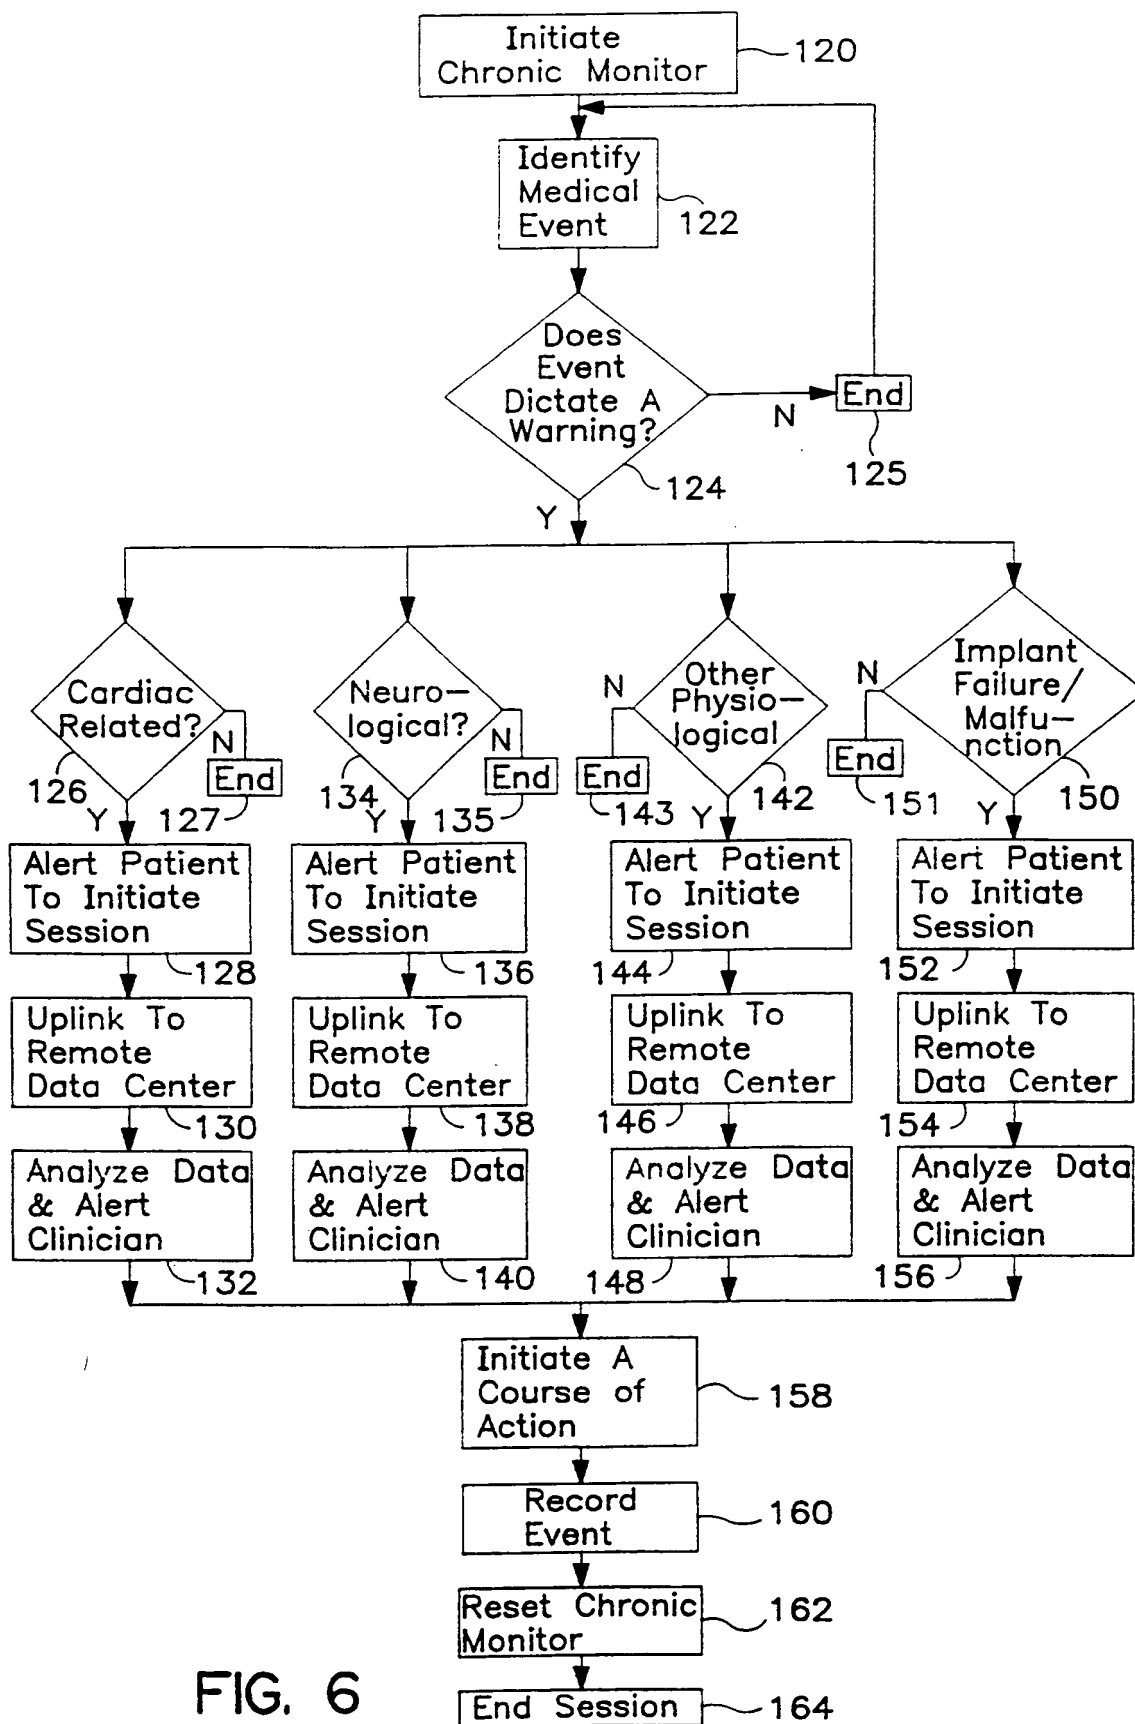 Initiate
Chronic Monitor
120
Identify
Medical
Event
122
Does
Event
Dictate A
Warning?
124
N
End
125
Y
Cardiac
Related?
126
N
End
127
Y
Neuro-
logical?
134
N
End
135
Y
Other
Physio-
logical
142
N
End
143
Y
Implant
Failure/
Malfu-
nction
150
N
End
151
Y
Alert Patient
To Initiate
Session
128
Alert Patient
To Initiate
Session
136
Alert Patient
To Initiate
Session
144
Alert Patient
To Initiate
Session
152
Uplink To
Remote
Data Center
130
Uplink To
Remote
Data Center
138
Uplink To
Remote
Data Center
146
Uplink To
Remote
Data Center
154
Analyze Data
& Alert
Clinician
132
Analyze Data
& Alert
Clinician
140
Analyze Data
& Alert
Clinician
148
Analyze Data
& Alert
Clinician
156
Initiate A
Course of
Action
158
Record
Event
160
Reset Chronic
Monitor
162
End Session
164
FIG. 6